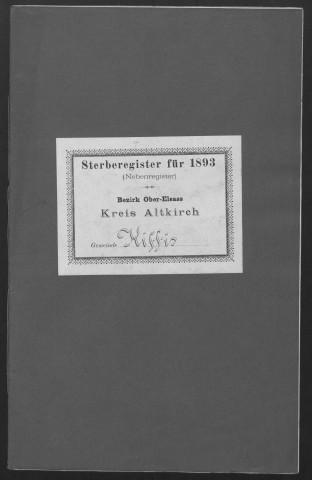 Sterberegister für 1893
(Nebenregister)
Bezirk Ober-Elsass
Kreis Altkirch
Gemeinde Kiffis